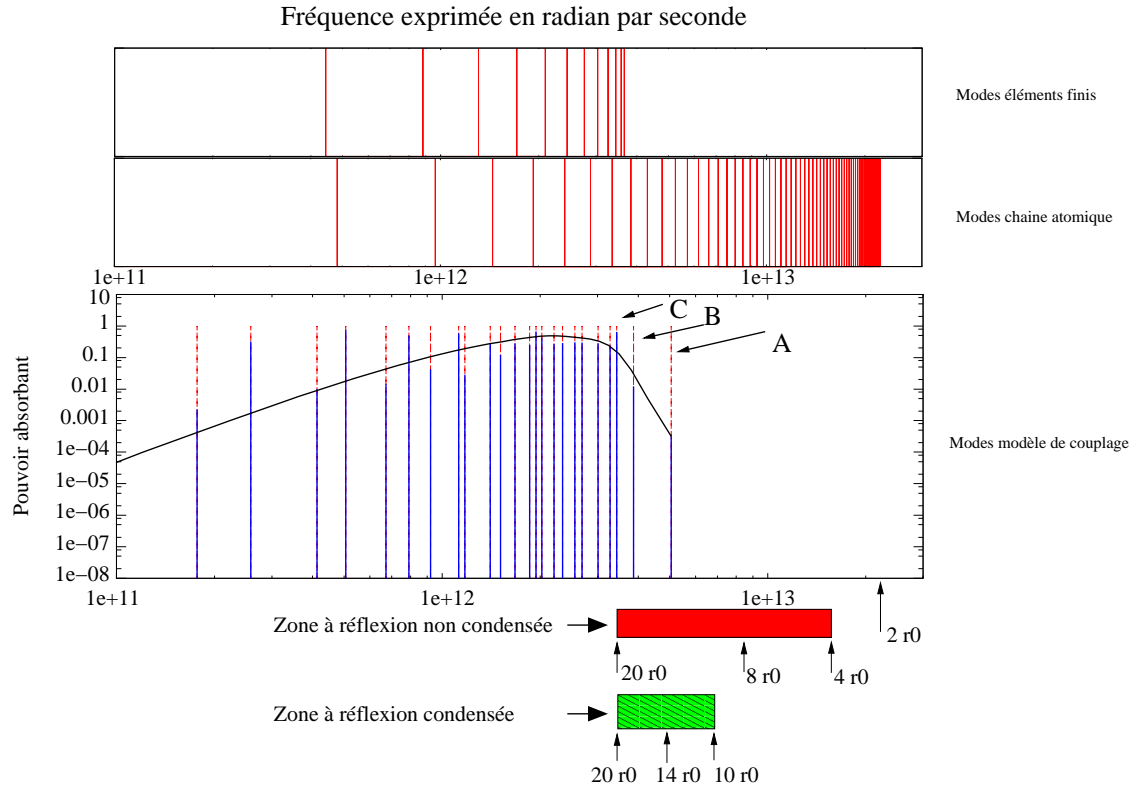 Fréquence exprimée en radian par seconde
Modes éléments finis
Modes chaine atomique
1e+11 1e+12 1e+13
10
1
0.1
0.01
0.001
1e−04
1e−05
1e−06
1e−07
1e−08
Pouvoir absorbant
C
B
A
Modes modèle de couplage
1e+11 1e+12 1e+13
Zone à réflexion non condensée
2 r0
20 r0 8 r0 4 r0
Zone à réflexion condensée
20 r0 14 r0 10 r0